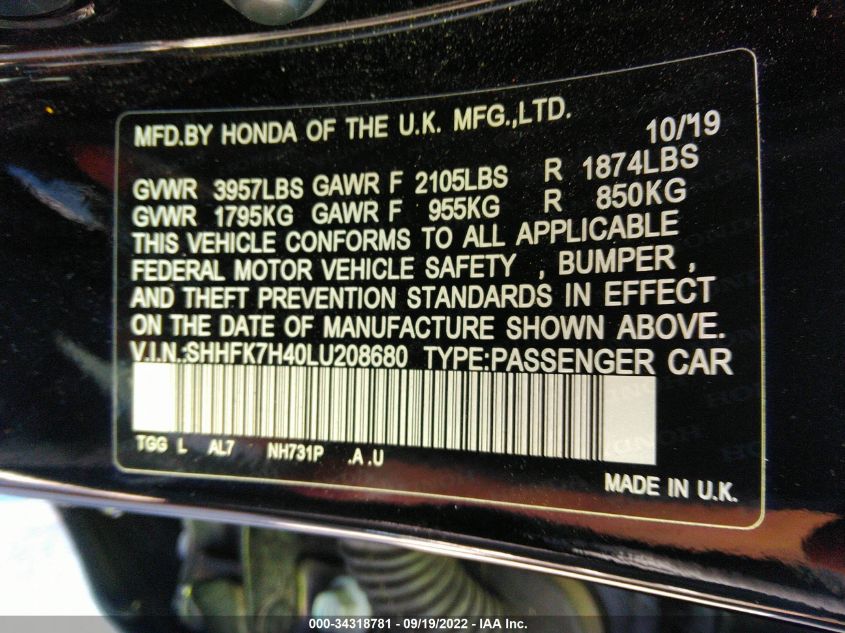 MFD.BY HONDA OF THE U.K. MFG.,LTD. 10/19
GVWR 3957LBS GAWR F 2105LBS R 1874LBS
GVWR 1795KG GAWR F 955KG R 850KG
THIS VEHICLE CONFORMS TO ALL APPLICABLE
FEDERAL MOTOR VEHICLE SAFETY , BUMPER ,
AND THEFT PREVENTION STANDARDS IN EFFECT
ON THE DATE OF MANUFACTURE SHOWN ABOVE.
V.I.N.:SHHFK7H40LU208680 TYPE:PASSENGER CAR
TGG L AL7 NH731P .A .U
MADE IN U.K.
000-34318781 - 09/19/2022 - IAA Inc.